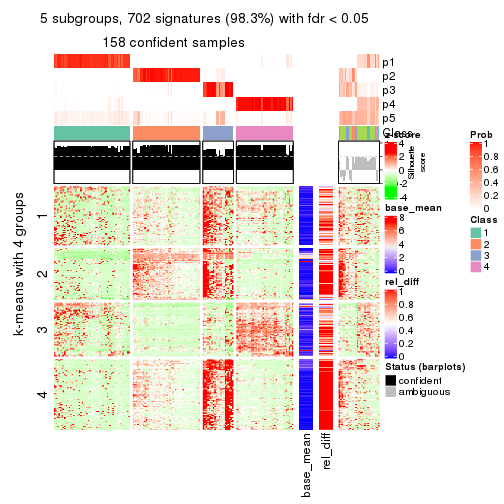 5 subgroups, 702 signatures (98.3%) with fdr < 0.05
158 confident samples
p1
p2
p3
p4
p5
Class
Silhouette
score
k-means with 4 groups
1
2
3
4
base_mean
rel_diff
z-score
4
2
0
-2
-4
base_mean
8
6
4
2
0
rel_diff
1
0.8
0.6
0.4
0.2
0
Status (barplots)
confident
ambiguous
Prob
1
0.8
0.6
0.4
0.2
0
Class
1
2
3
4